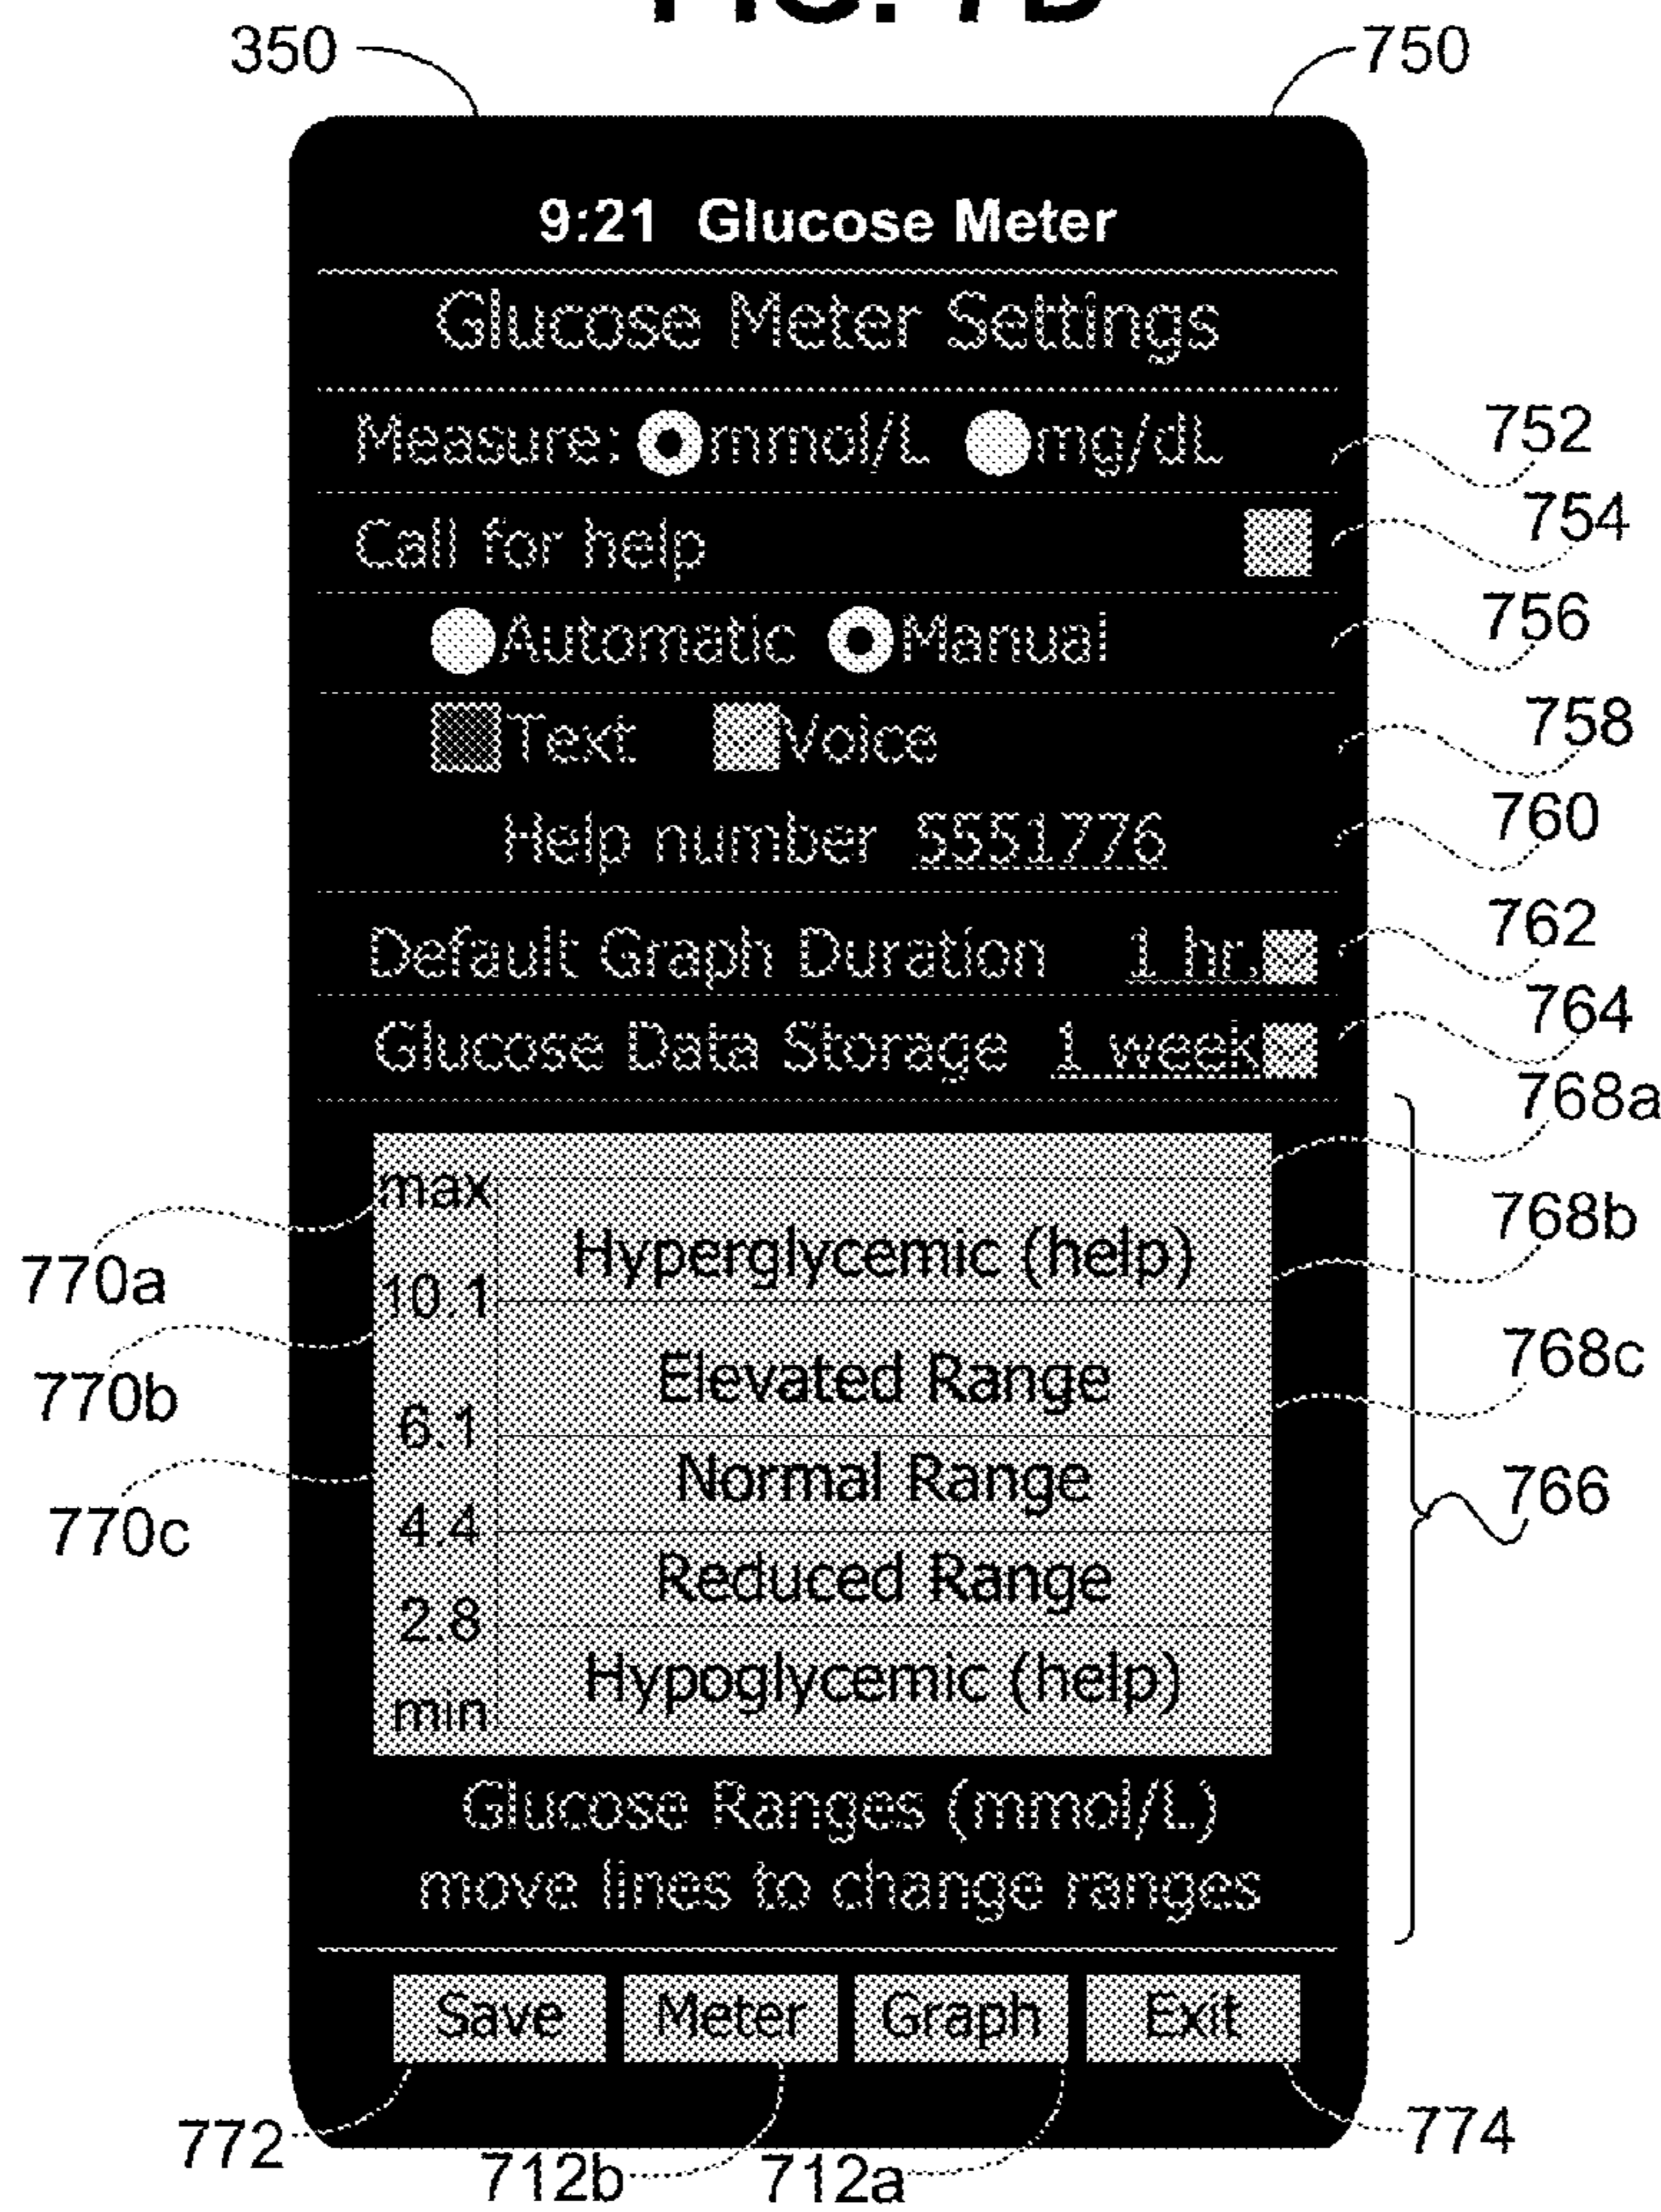 FIG. 7D
350
750
9:21 Glucose Meter
Glucose Meter Settings
Measure: mmol/L mg/dL
752
Call for help
754
Automatic Manual
756
Text Voice
758
Help number 5551776
760
Default Graph Duration 1 hr.
762
Glucose Data Storage 1 week
764
768a
max
770a
Hyperglycemic (help)
768b
10.1
770b
Elevated Range
768c
6.1
770c
Normal Range
766
4.4
Reduced Range
2.8
Hypoglycemic (help)
min
Glucose Ranges (mmol/L)
move lines to change ranges
Save Meter Graph Exit
772
712b
712a
774